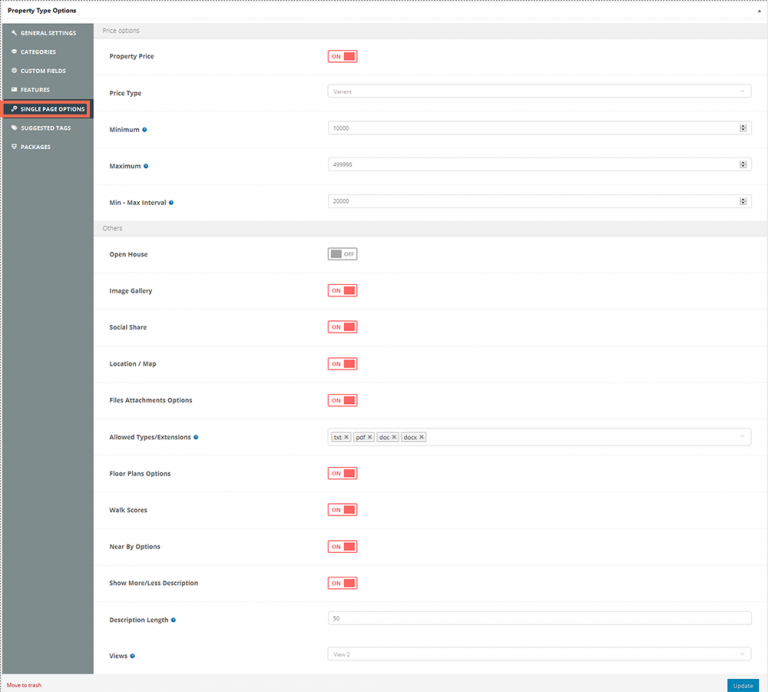 Property Type Options
GENERAL SETTINGS
CATEGORIES
CUSTOM FIELDS
FEATURES
SINGLE PAGE OPTIONS
SUGGESTED TAGS
PACKAGES
Price options
Property Price ON
Price Type Varient
Minimum 10000
Maximum 499998
Min - Max Interval 20000
Others
Open House OFF
Image Gallery ON
Social Share ON
Location / Map ON
Files Attachments Options ON
Allowed Types/Extensions txt pdf doc docx
Floor Plans Options ON
Walk Scores ON
Near By Options ON
Show More/Less Description ON
Description Length 50
Views View 2
Move to trash
Update